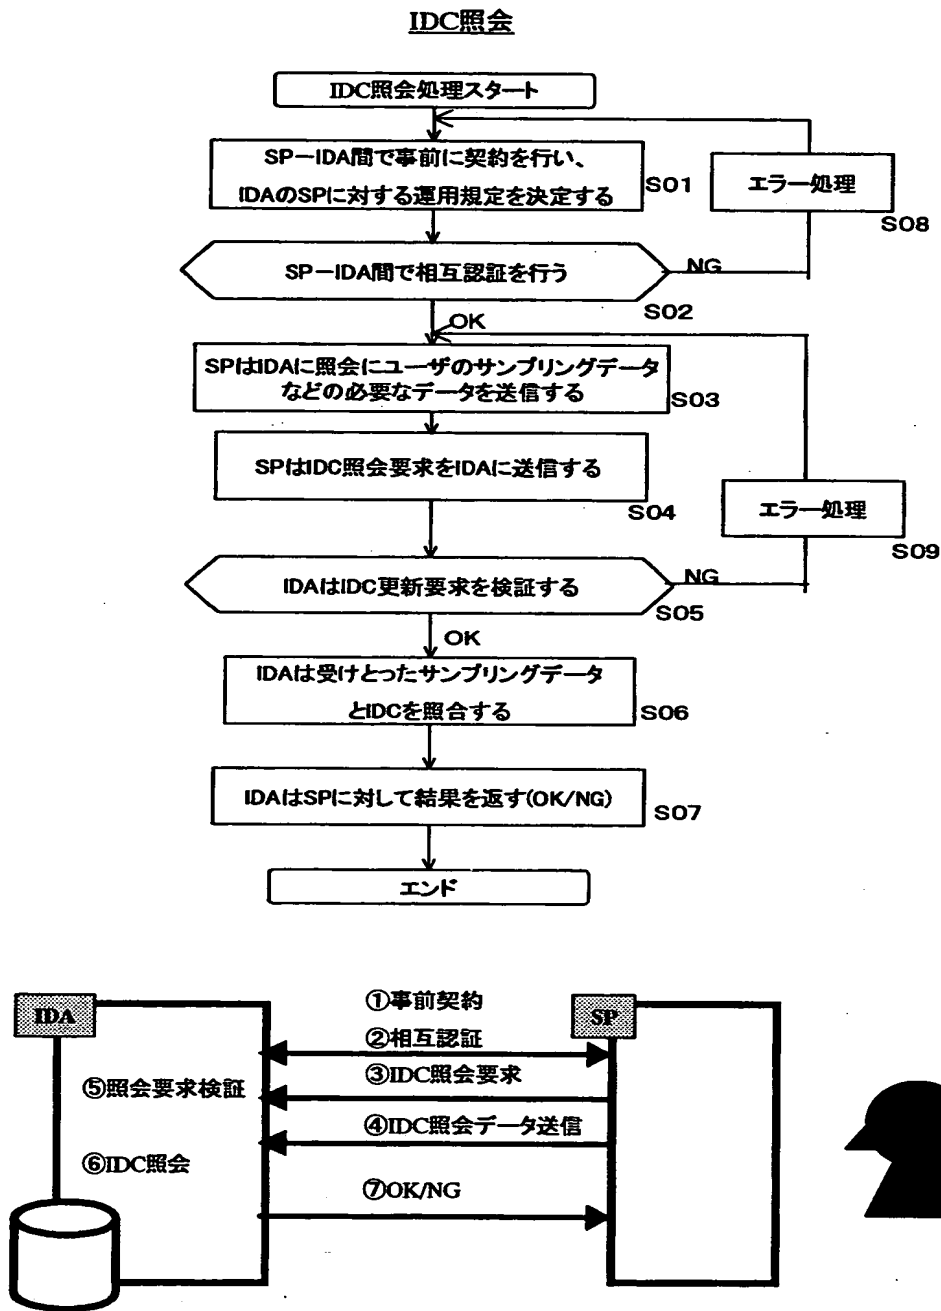 IDC照会
IDC照会処理スタート
SP－IDA間で事前に契約を行い、
IDAのSPに対する運用規定を決定する
S01
エラー処理
S08
SP－IDA間で相互認証を行う
NG
S02
OK
SPはIDAに照会にユーザのサンプリングデータ
などの必要なデータを送信する
S03
SPはIDC照会要求をIDAに送信する
S04
エラー処理
S09
IDAはIDC更新要求を検証する
NG
S05
OK
IDAは受けとったサンプリングデータ
とIDCを照合する
S06
IDAはSPに対して結果を返す(OK/NG)
S07
エンド
IDA
SP
①事前契約
②相互認証
③IDC照会要求
⑤照会要求検証
④IDC照会データ送信
⑥IDC照会
⑦OK/NG